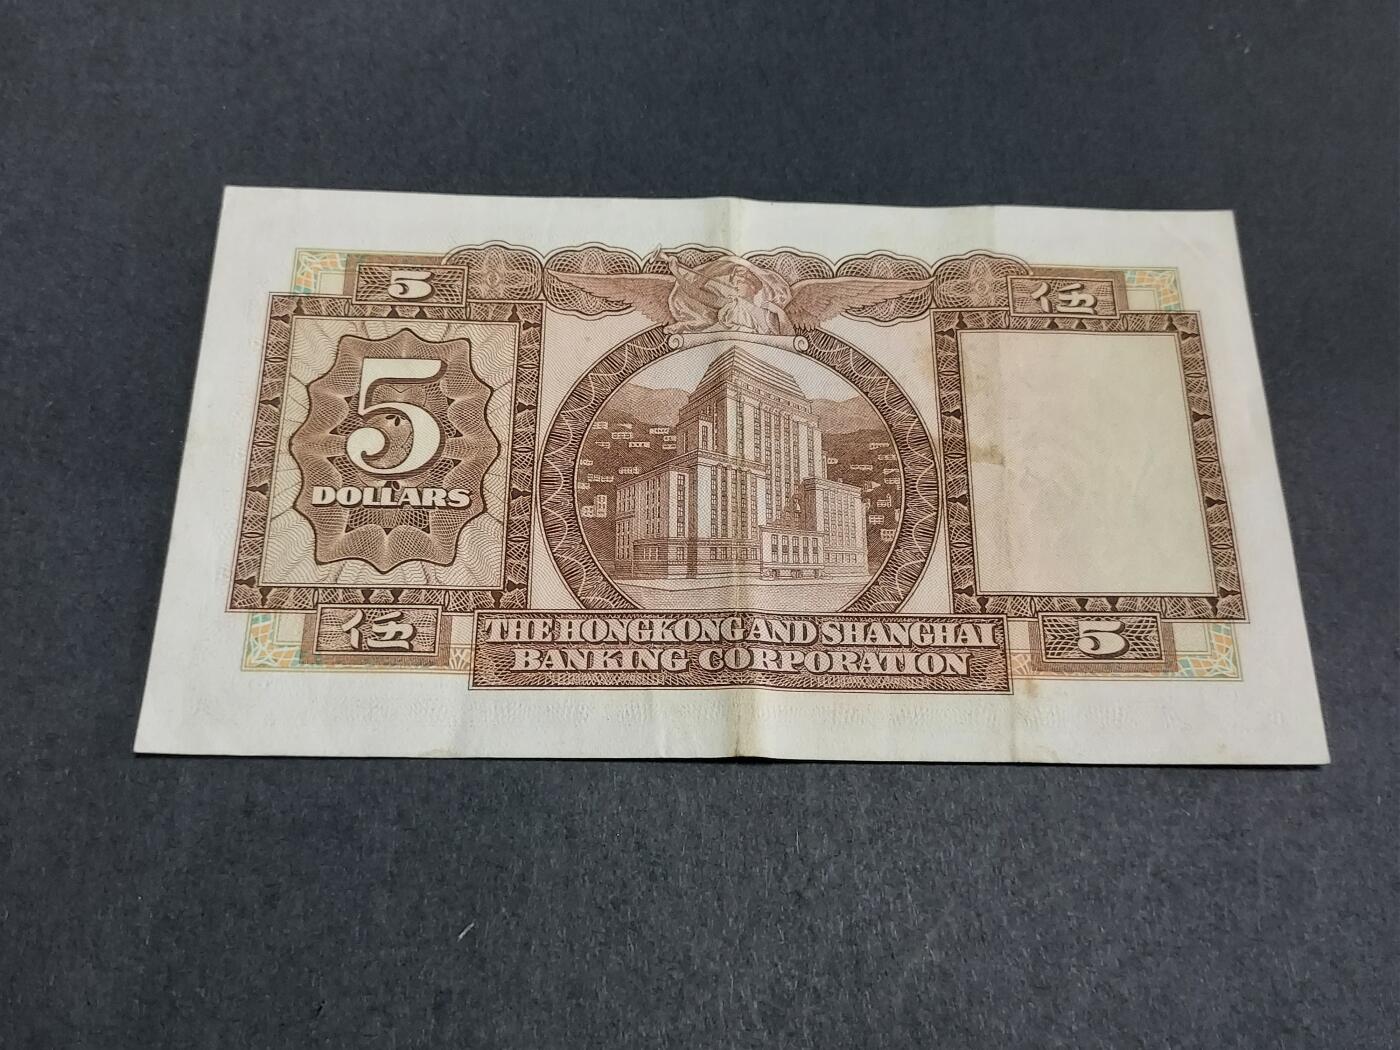 5
伍
5
DOLLARS
伍
5
THE HONGKONG AND SHANGHAI
BANKING CORPORATION